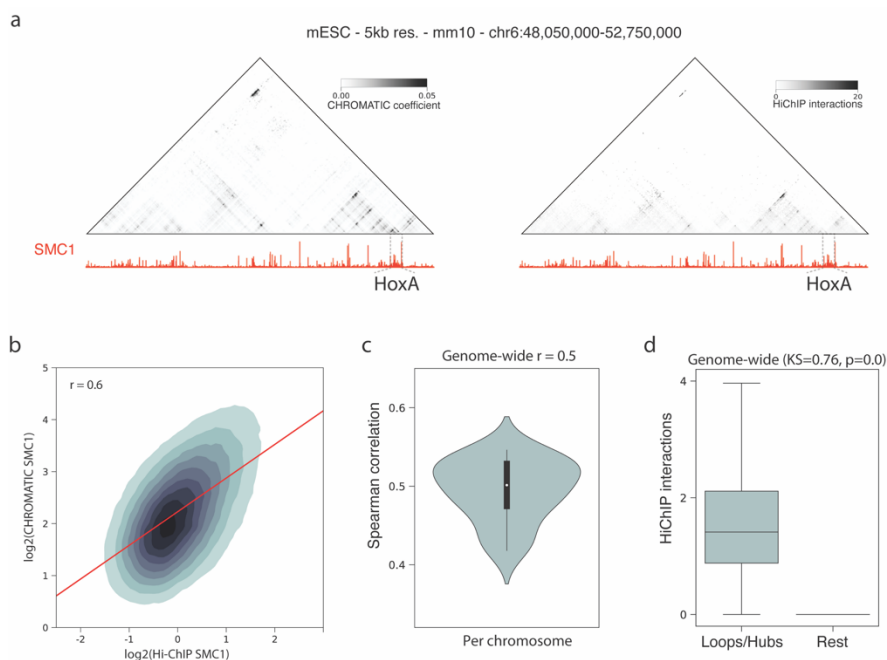 a
mESC - 5kb res. - mm10 - chr6:48,050,000-52,750,000
0.00 0.05
CHROMATIC coefficient
0 20
HiChIP interactions
SMC1
HoxA
HoxA
b
r = 0.6
5
4
3
2
1
0
log2(CHROMATIC SMC1)
-2 -1 0 1 2
log2(Hi-ChIP SMC1)
c
Genome-wide r = 0.5
0.6
0.5
0.4
Spearman correlation
Per chromosome
d
Genome-wide (KS=0.76, p=0.0)
4
2
0
HiChIP interactions
Loops/Hubs Rest